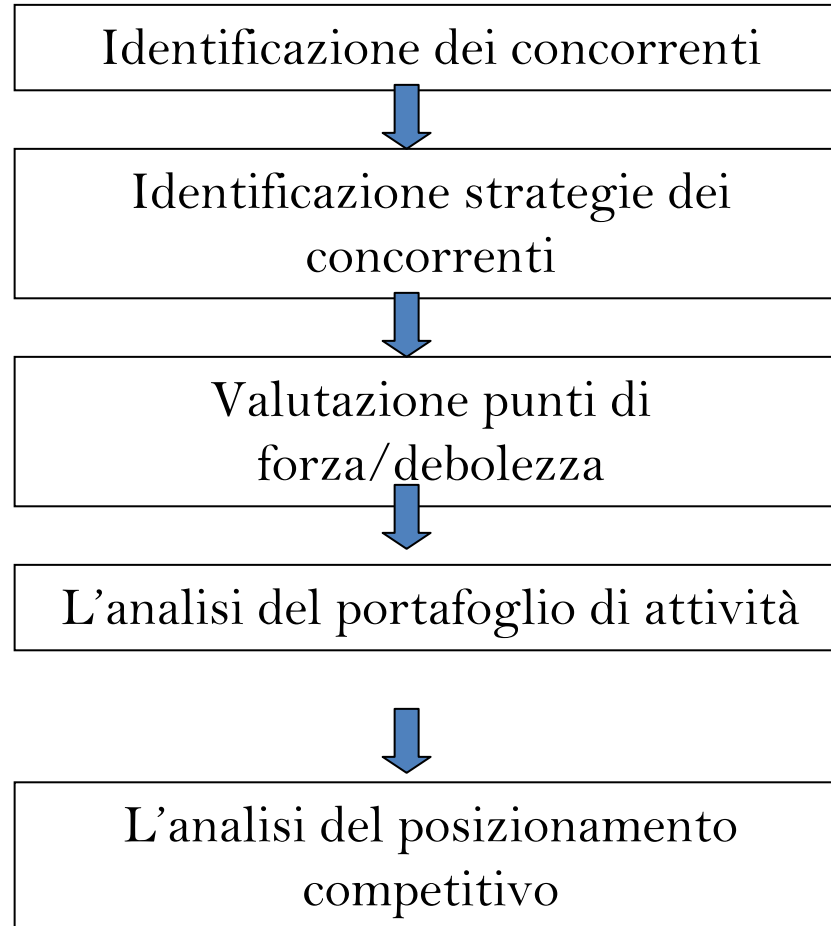 Identificazione dei concorrenti
Identificazione strategie dei
concorrenti
Valutazione punti di
forza/debolezza
L’analisi del portafoglio di attività
L’analisi del posizionamento
competitivo